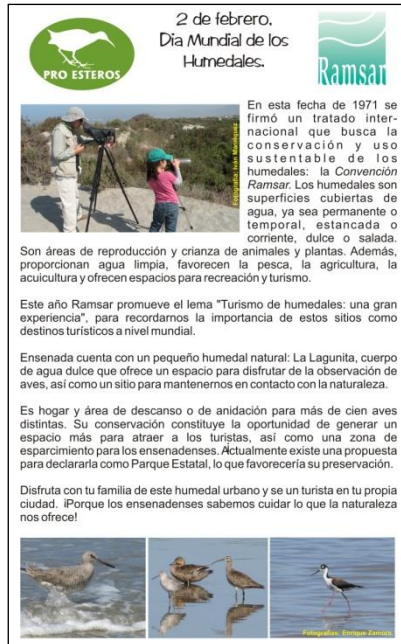 2 de febrero.
Dia Mundial de los
Humedales.
PRO ESTEROS
Ramsar
Fotografía: Iván Manríquez
En esta fecha de 1971 se
firmó un tratado inter-
nacional que busca la
conservación y uso
sustentable de los
humedales: la Convención
Ramsar. Los humedales son
superficies cubiertas de
agua, ya sea permanente o
temporal, estancada o
corriente, dulce o salada.
Son áreas de reproducción y crianza de animales y plantas. Además,
proporcionan agua limpia, favorecen la pesca, la agricultura, la
acuicultura y ofrecen espacios para recreación y turismo.
Este año Ramsar promueve el lema "Turismo de humedales: una gran
experiencia", para recordarnos la importancia de estos sitios como
destinos turísticos a nivel mundial.
Ensenada cuenta con un pequeño humedal natural: La Lagunita, cuerpo
de agua dulce que ofrece un espacio para disfrutar de la observación de
aves, así como un sitio para mantenernos en contacto con la naturaleza.
Es hogar y área de descanso o de anidación para más de cien aves
distintas. Su conservación constituye la oportunidad de generar un
espacio más para atraer a los turistas, así como una zona de
esparcimiento para los ensenadenses. Actualmente existe una propuesta
para declararla como Parque Estatal, lo que favorecería su preservación.
Disfruta con tu familia de este humedal urbano y se un turista en tu propia
ciudad. ¡Porque los ensenadenses sabemos cuidar lo que la naturaleza
nos ofrece!
Fotografías: Enrique Zamora